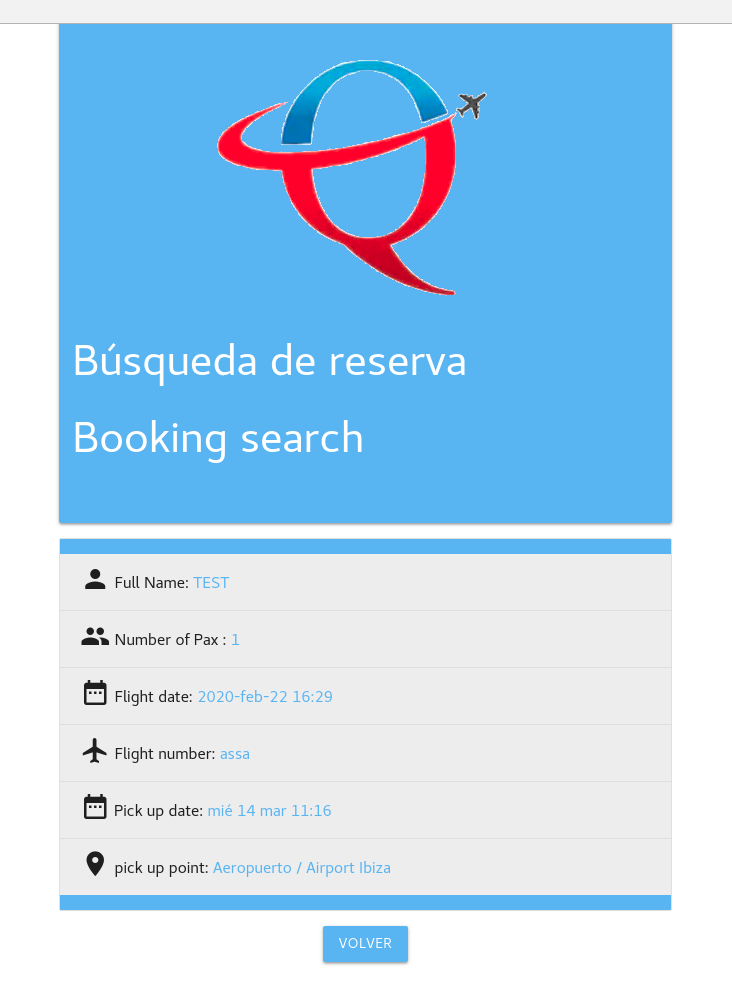 Búsqueda de reserva
Booking search
Full Name: TEST
Number of Pax : 1
Flight date: 2020-feb-22 16:29
Flight number: assa
Pick up date: mié 14 mar 11:16
pick up point: Aeropuerto / Airport Ibiza
VOLVER